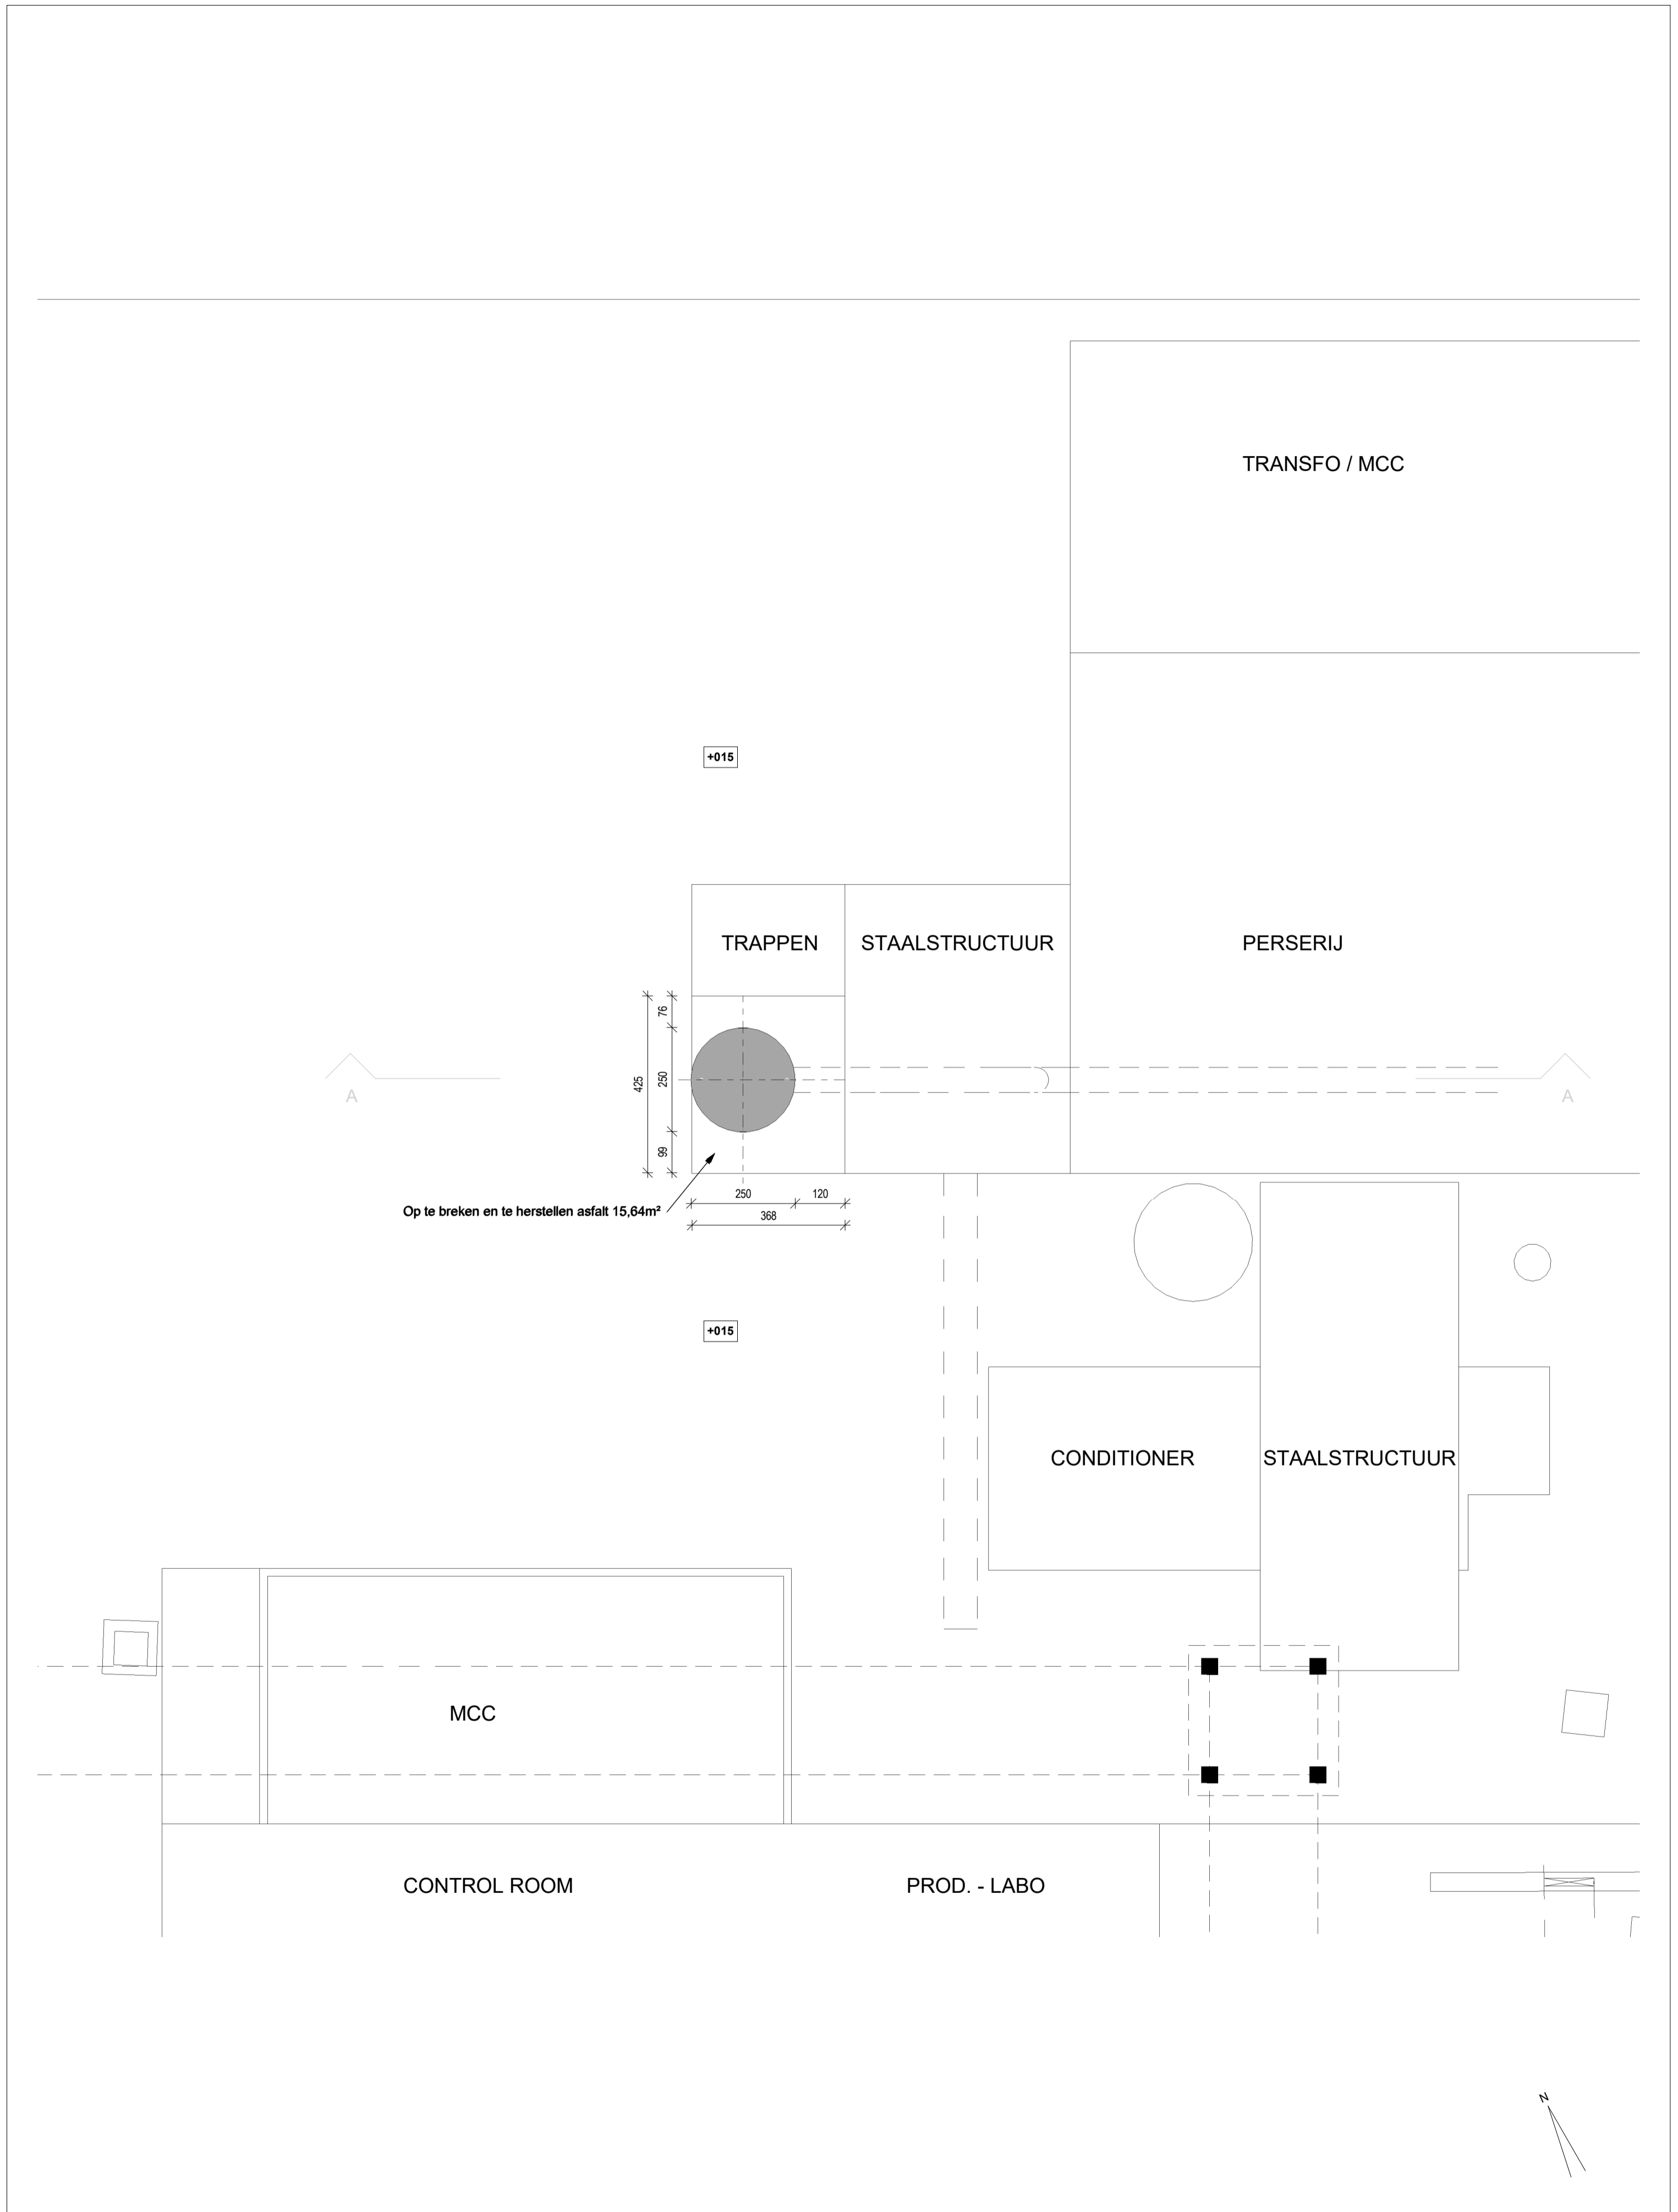 TRANSFO / MCC
+015
TRAPPEN
STAALSTRUCTUUR
PERSERIJ
76
425
250
99
A
A
250
120
368
Op te breken en te herstellen asfalt 15,64m²
+015
CONDITIONER
STAALSTRUCTUUR
MCC
CONTROL ROOM
PROD. - LABO
N